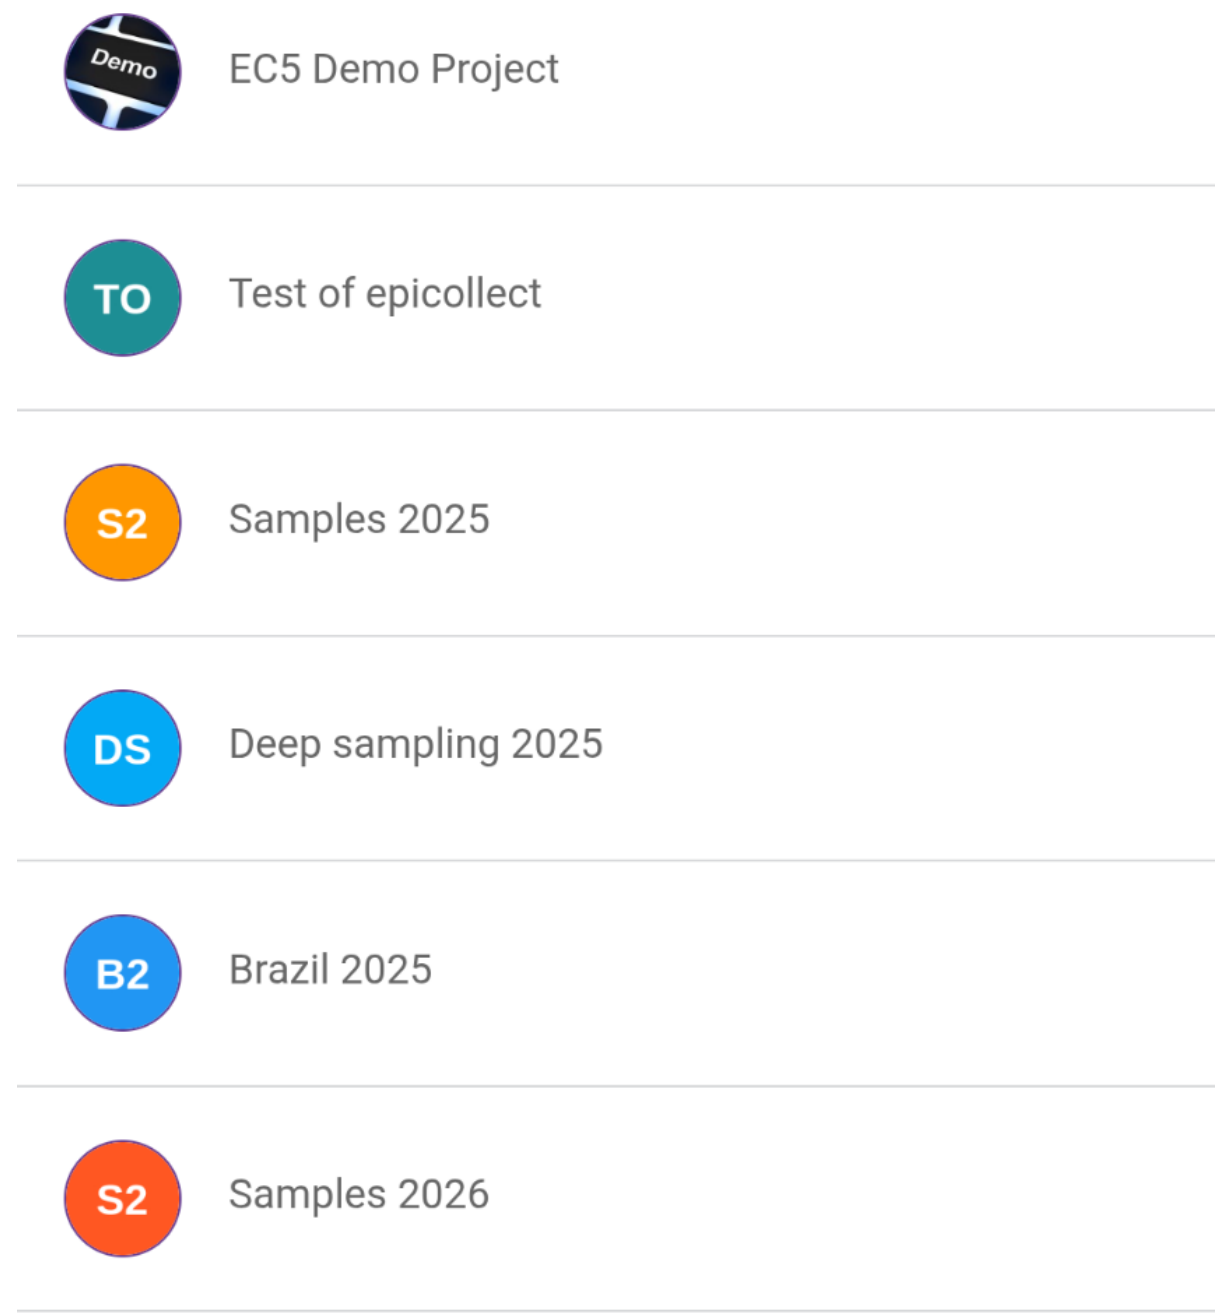 Demo
EC5 Demo Project
TO
Test of epicollect
S2
Samples 2025
DS
Deep sampling 2025
B2
Brazil 2025
S2
Samples 2026